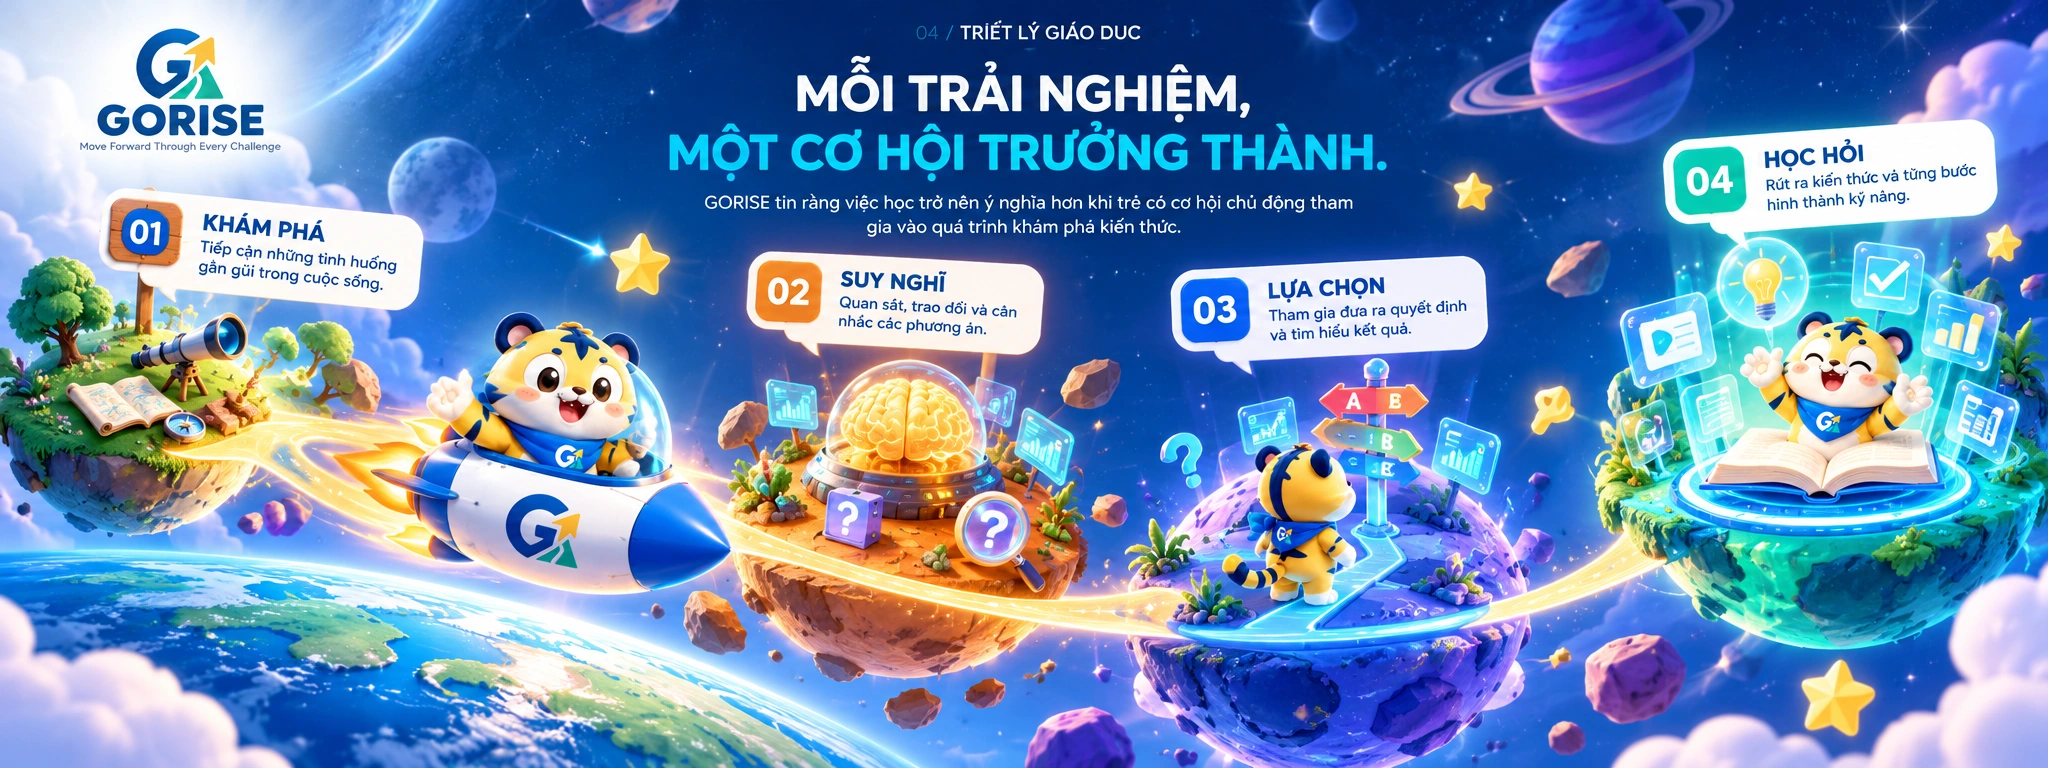 GORISE
Move Forward Through Every Challenge
04 / TRIẾT LÝ GIÁO DUC
MỖI TRẢI NGHIỆM,
MỘT CƠ HỘI TRƯỞNG THÀNH.
GORISE tin rằng việc học trở nên ý nghĩa hơn khi trẻ có cơ hội chủ động tham
gia vào quá trình khám phá kiến thức.
01
KHÁM PHÁ
Tiếp cận những tình huống
gần gũi trong cuộc sống.
02
SUY NGHĨ
Quan sát, trao dổi và cân
nhắc các phương án.
03
LỰA CHỌN
Tham gia đưa ra quyết định
và tìm hiểu kết quả.
04
HỌC HỎI
Rút ra kiến thức và từng bước
hình thành kỹ năng.
A B
B
B
?
?
?